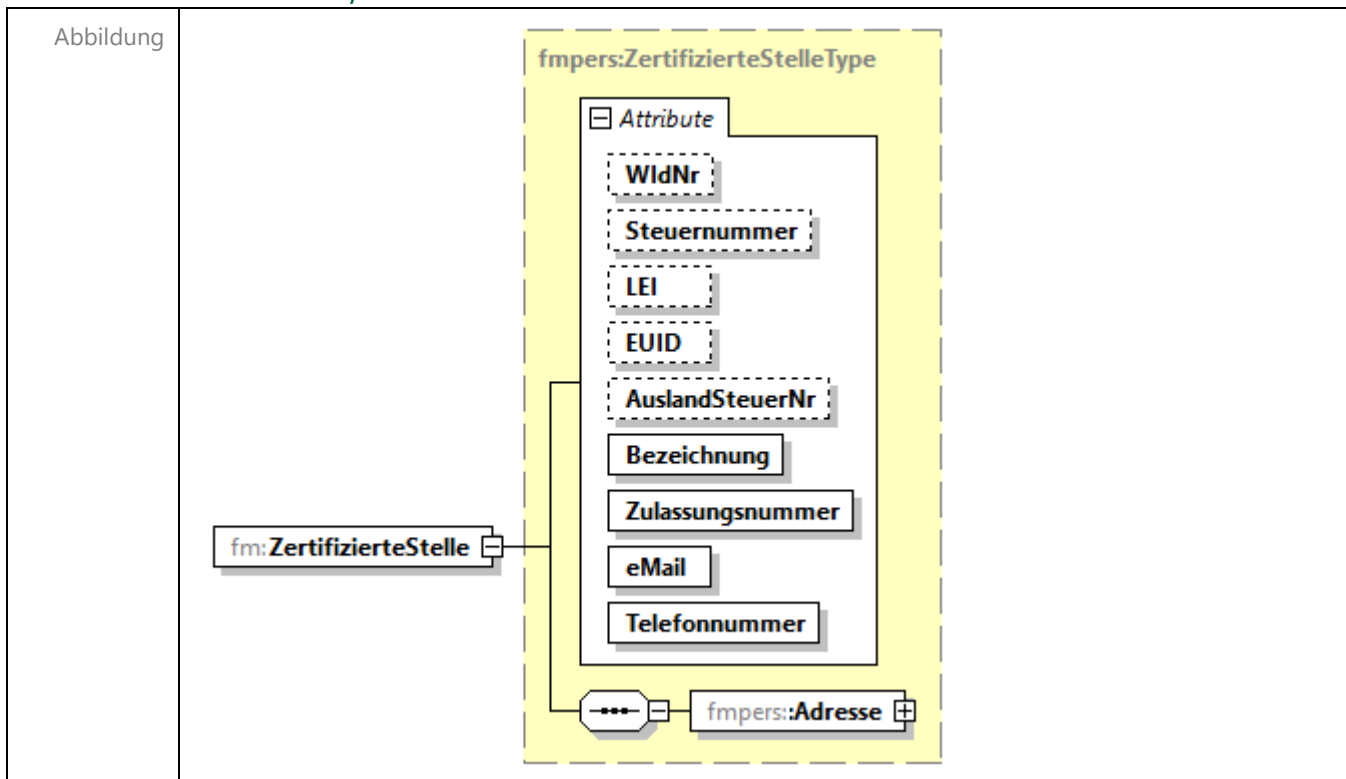 Abbildung
fmpers:ZertifizierteStelleType
Attribute
WIdNr
Steuernummer
LEI
EUID
AuslandSteuerNr
Bezeichnung
Zulassungsnummer
eMail
Telefonnummer
fm:ZertifizierteStelle
fmpers::Adresse